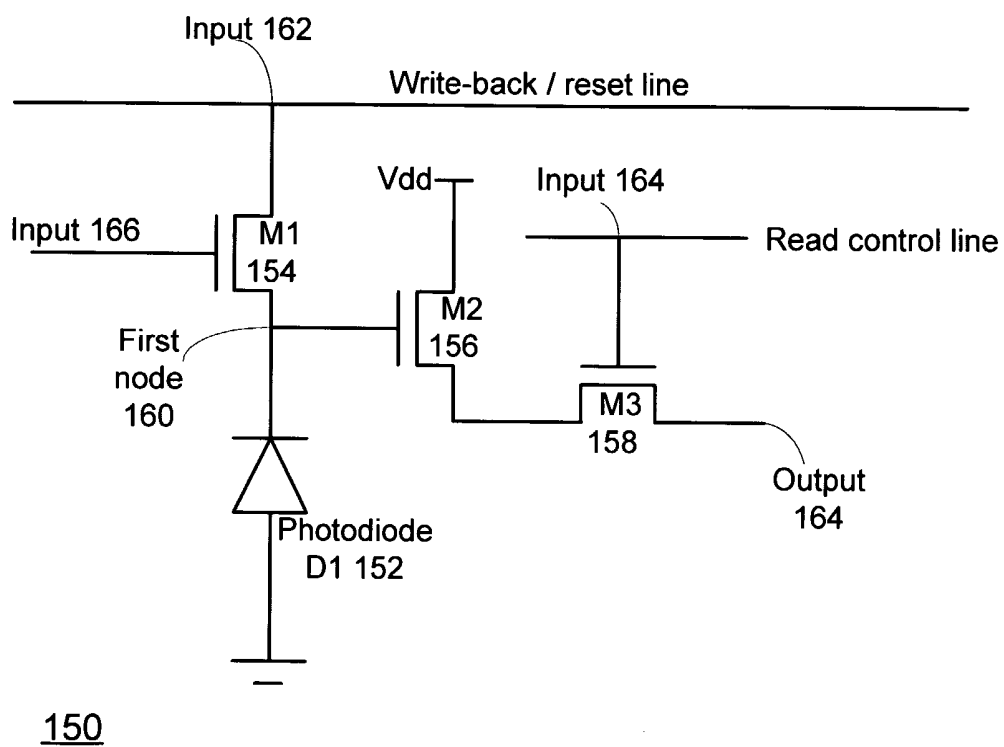 Input 162
Write-back / reset line
Vdd
Input 164
Input 166
M1
154
Read control line
M2
156
First
node
160
M3
158
Output
164
Photodiode
D1 152
150